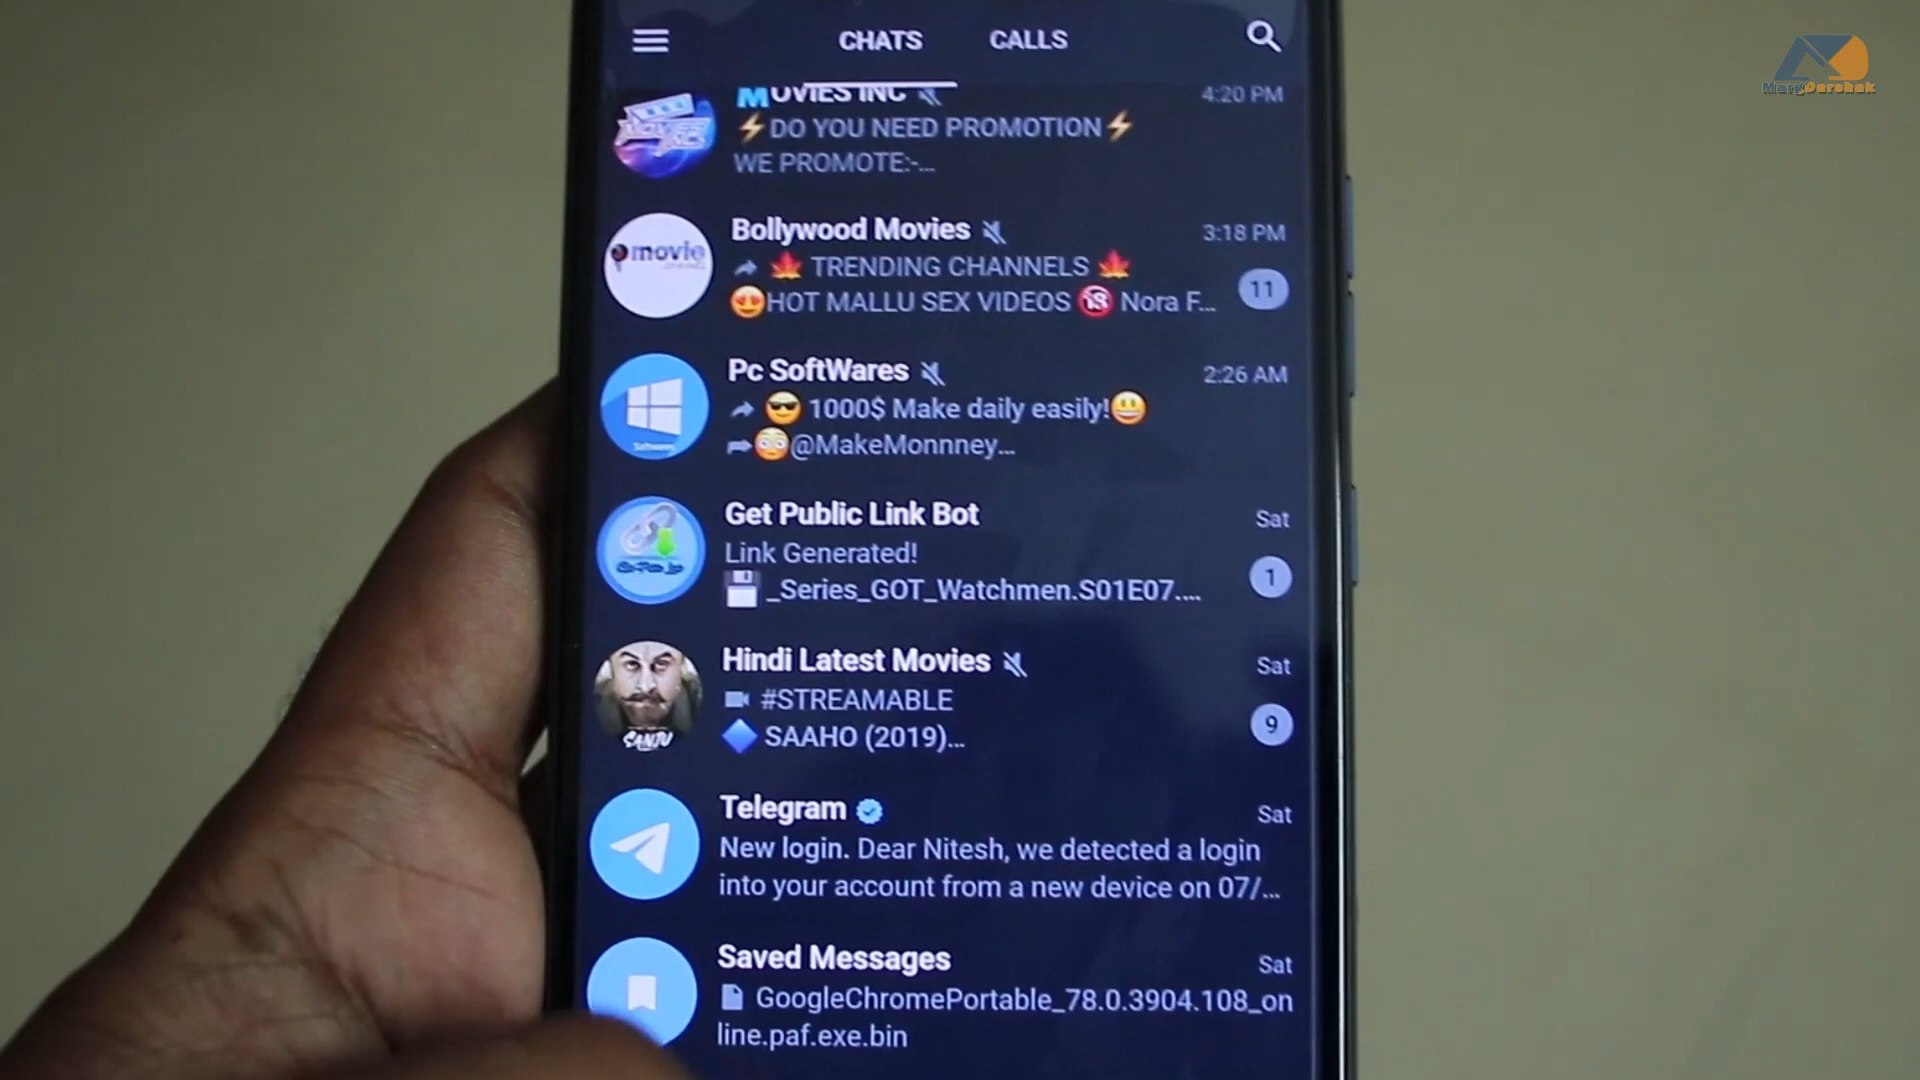 CHATS CALLS
MOVIES INC 4:20 PM
⚡DO YOU NEED PROMOTION⚡
WE PROMOTE:-...
Bollywood Movies 3:18 PM
🍁 TRENDING CHANNELS 🍁
😍HOT MALLU SEX VIDEOS 🔞 Nora F... 11
movie
Pc SoftWares 2:26 AM
😎 1000$ Make daily easily!😃
😳@MakeMonnney...
Get Public Link Bot Sat
Link Generated!
💾 _Series_GOT_Watchmen.S01E07.... 1
Hindi Latest Movies Sat
#STREAMABLE
🔷 SAAHO (2019)... 9
SANJU
Telegram Sat
New login. Dear Nitesh, we detected a login
into your account from a new device on 07/...
Saved Messages Sat
GoogleChromePortable_78.0.3904.108_on
line.paf.exe.bin
MargDarshak